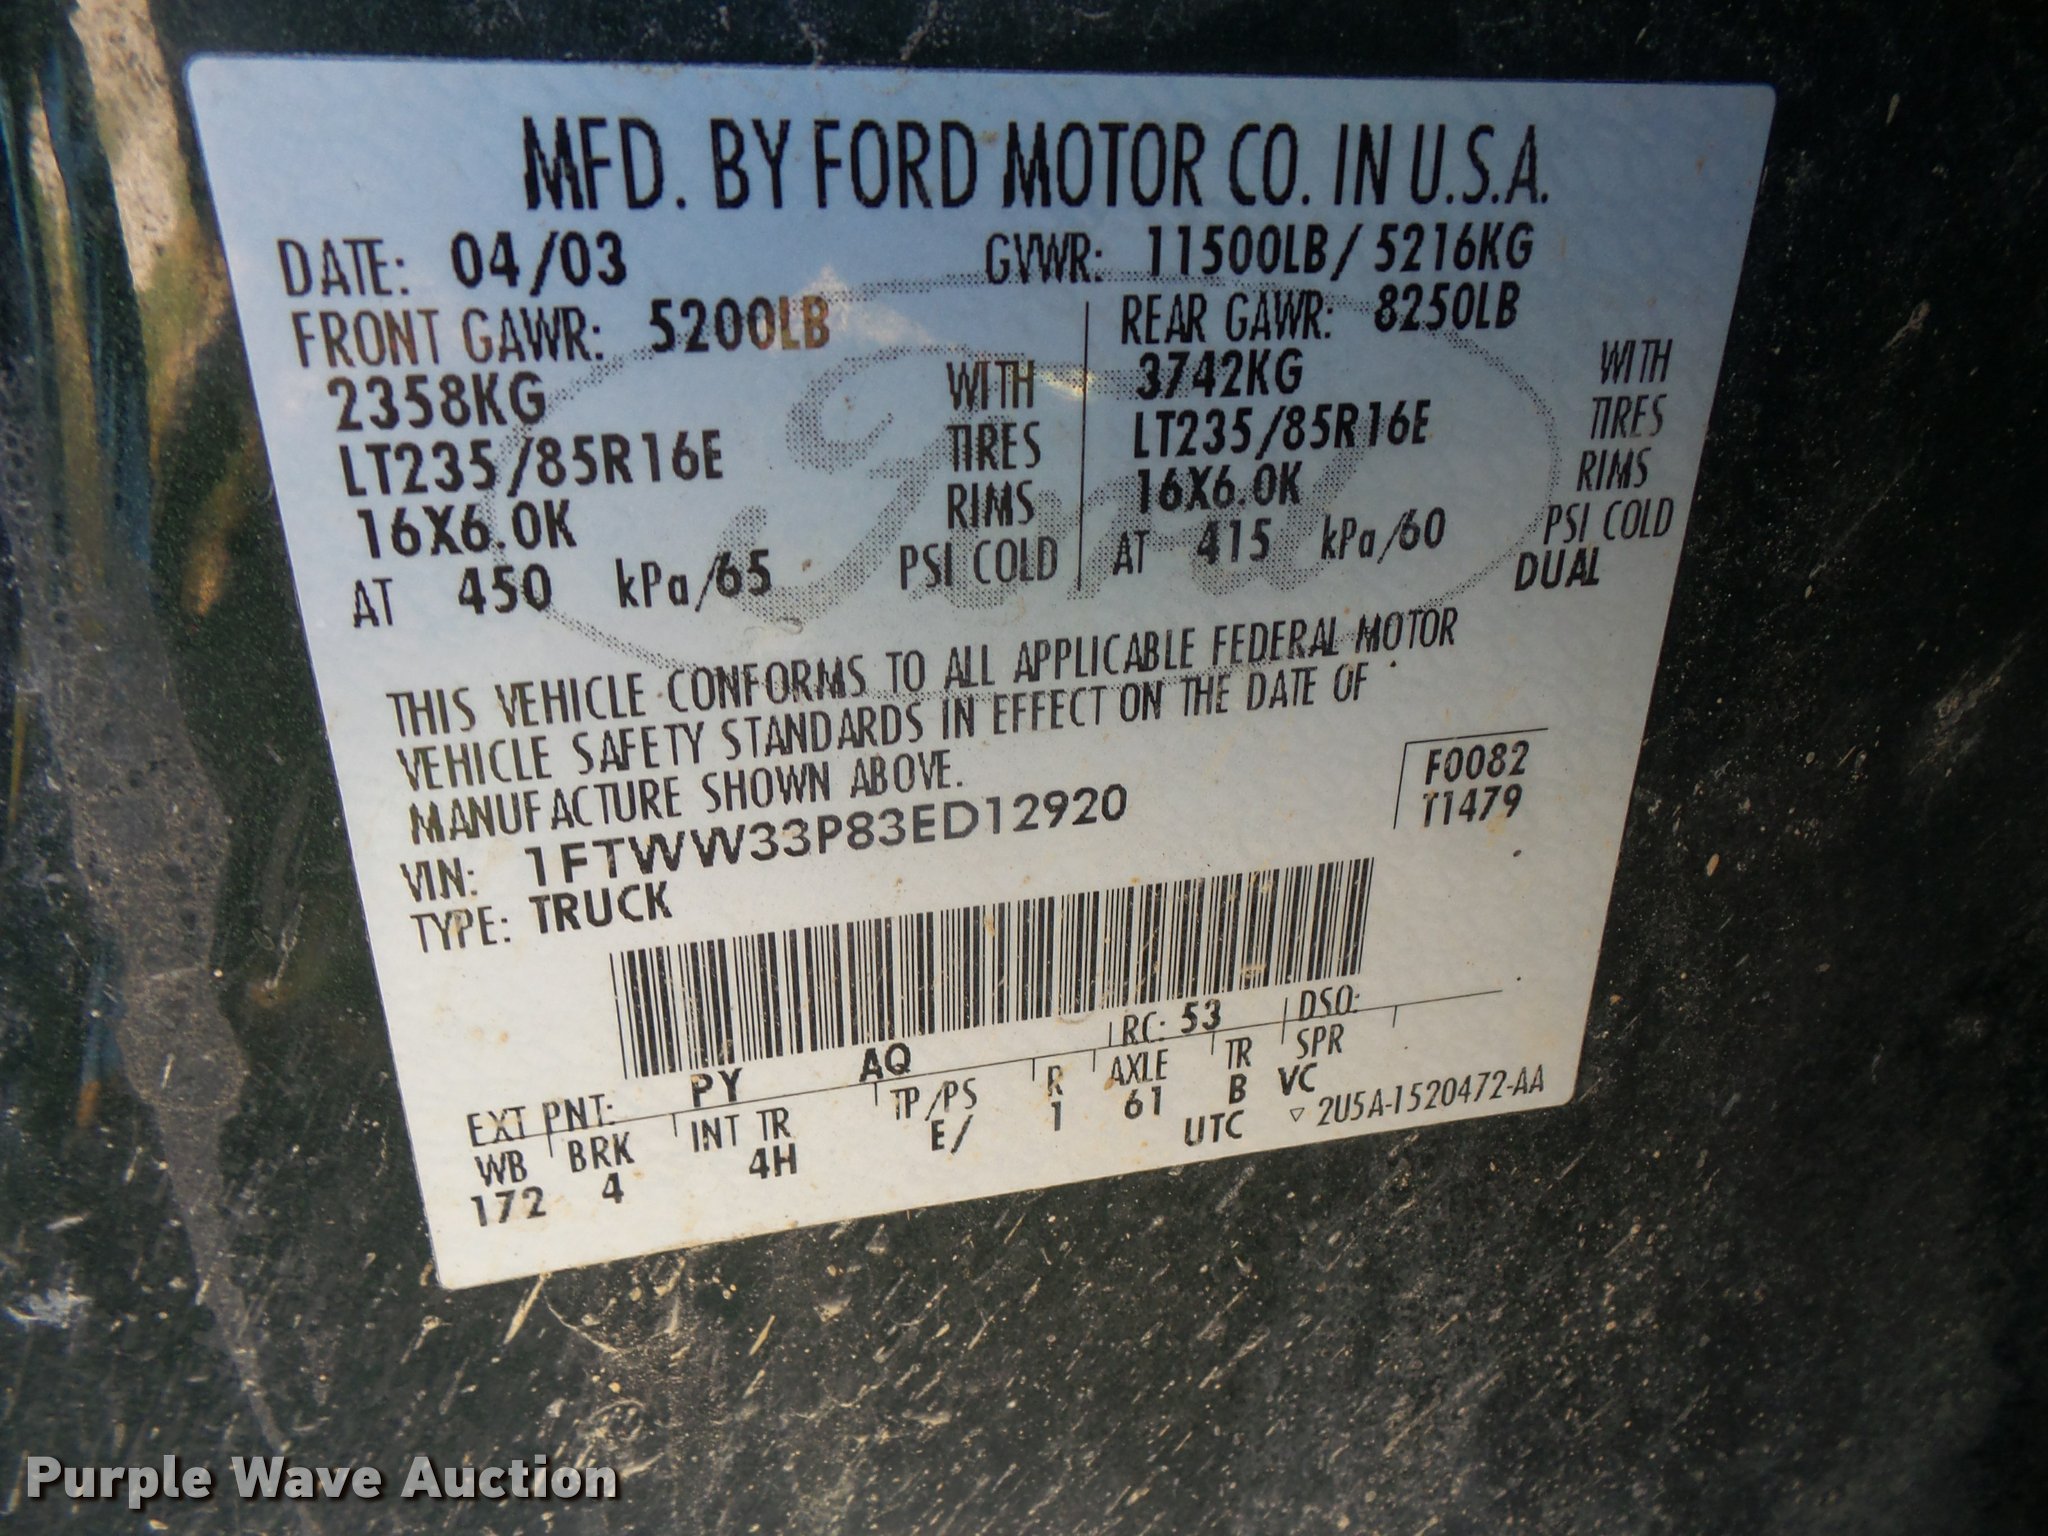 MFD. BY FORD MOTOR CO. IN U.S.A.
DATE: 04/03 GVWR: 11500LB/ 5216KG
FRONT GAWR: 5200LB REAR GAWR: 8250LB
2358KG WITH 3742KG WITH
LT235/85R16E TIRES LT235/85R16E TIRES
16X6.0K RIMS 16X6.0K RIMS
AT 450 kPa/65 PSI COLD AT 415 kPa/60 PSI COLD
DUAL
Ford
THIS VEHICLE CONFORMS TO ALL APPLICABLE FEDERAL MOTOR
VEHICLE SAFETY STANDARDS IN EFFECT ON THE DATE OF
MANUFACTURE SHOWN ABOVE.
F0082
VIN: 1FTWW33P83ED12920 T1479
TYPE: TRUCK
EXT PNT: PY AQ RC: 53 DSO:
WB BRK INT TR TP/PS R AXLE TR SPR
172 4 4H E/ 1 61 B VC
UTC ▽ 2U5A-1520472-AA
Purple Wave Auction